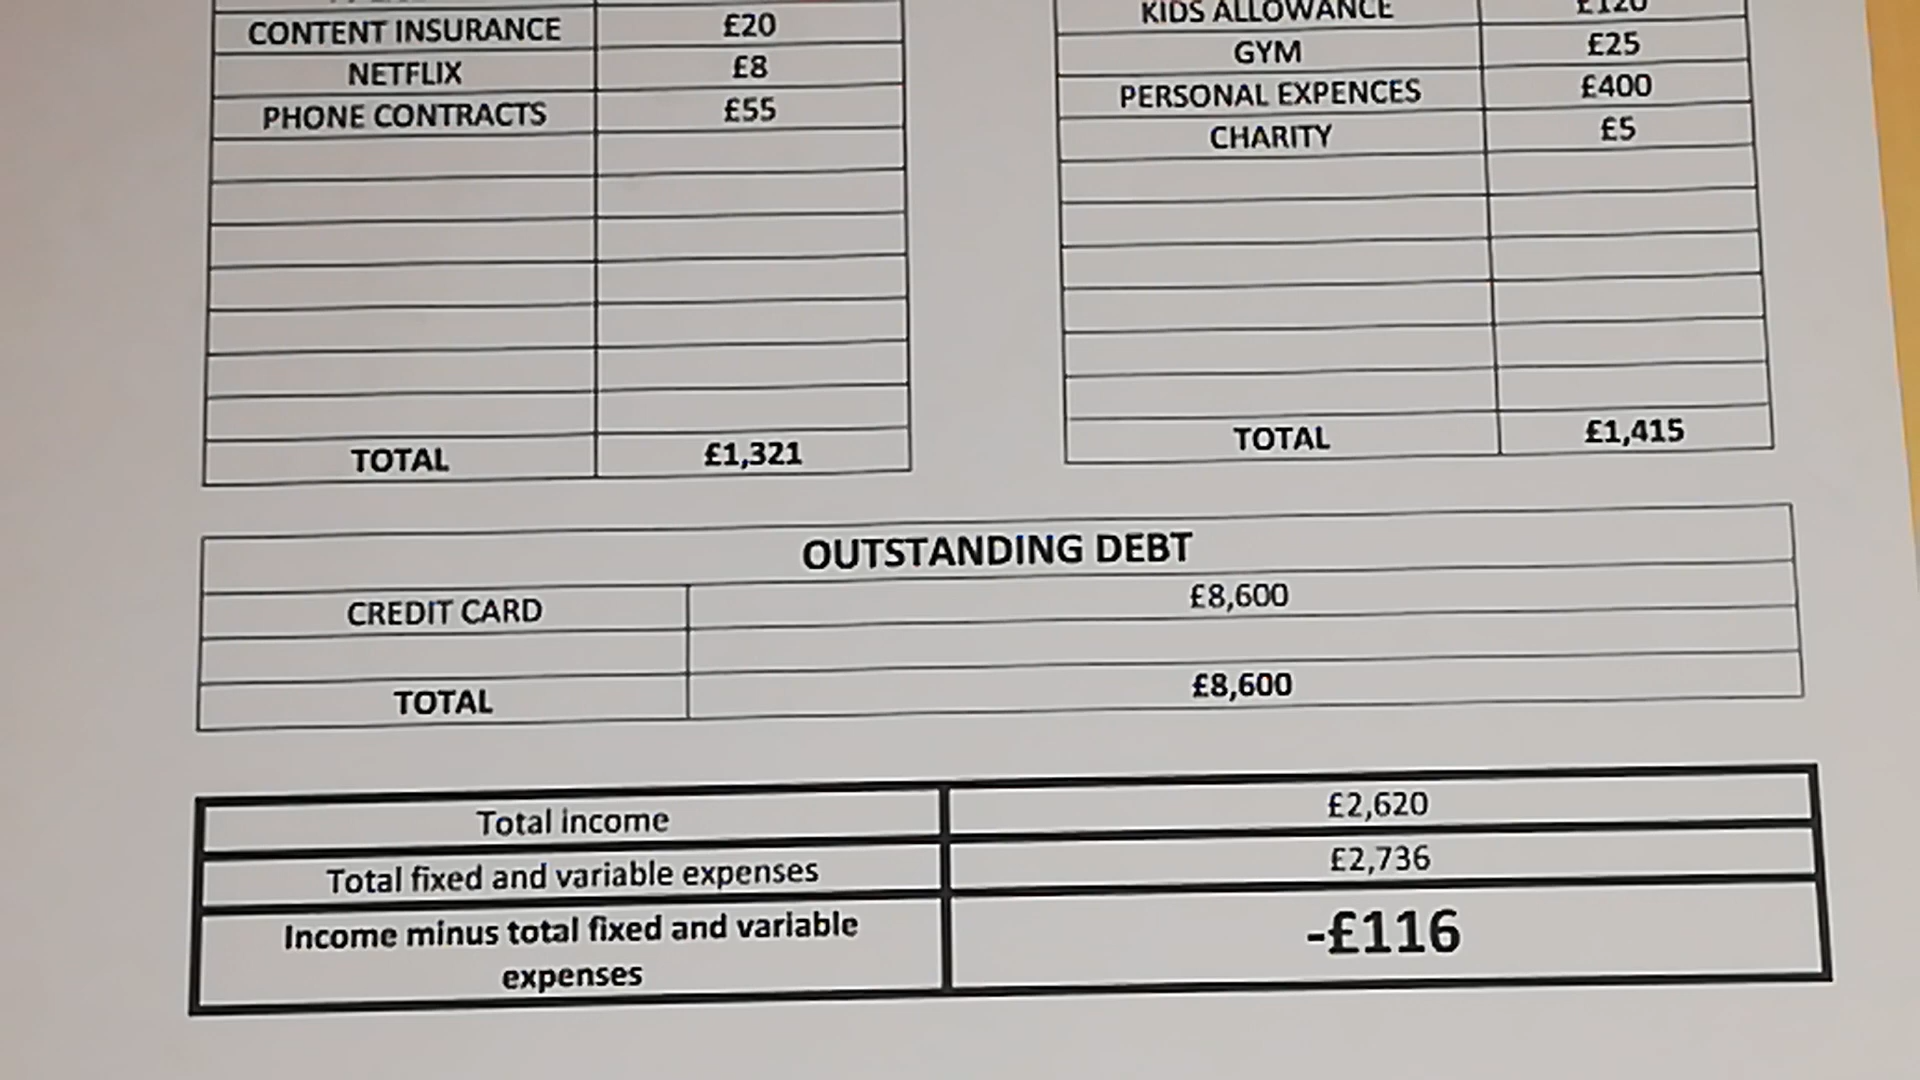 CONTENT INSURANCE £20
NETFLIX £8
PHONE CONTRACTS £55
TOTAL £1,321
KIDS ALLOWANCE £120
GYM £25
PERSONAL EXPENCES £400
CHARITY £5
TOTAL £1,415
OUTSTANDING DEBT
CREDIT CARD £8,600
TOTAL £8,600
Total income £2,620
Total fixed and variable expenses £2,736
Income minus total fixed and variable
expenses
-£116